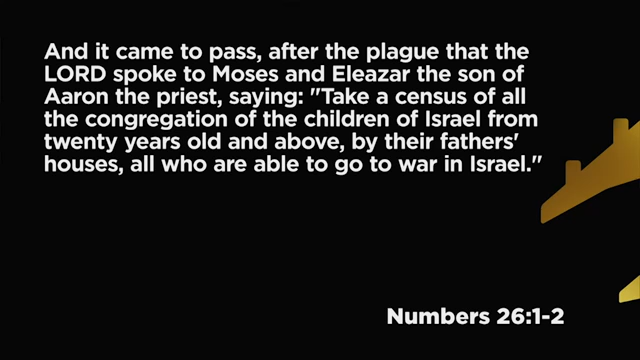 And it came to pass, after the plague that the
LORD spoke to Moses and Eleazar the son of
Aaron the priest, saying: "Take a census of all
the congregation of the children of Israel from
twenty years old and above, by their fathers'
houses, all who are able to go to war in Israel."
Numbers 26:1-2